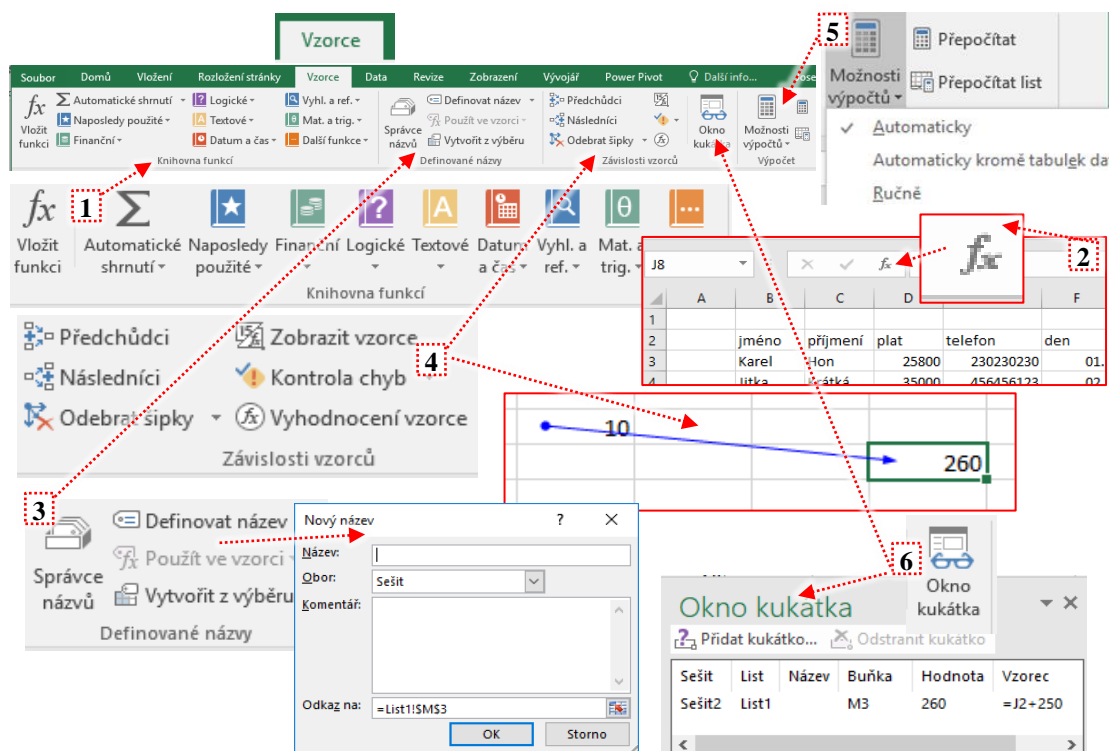 Vzorce
Soubor Domů Vložení Rozložení stránky Vzorce Data Revize Zobrazení Vývojář Power Pivot Další info...
fx Vložit funkci
Automatické shrnutí
Naposledy použité
Finanční
Logické
Textové
Datum a čas
Vyhl. a ref.
Mat. a trig.
Další funkce
Knihovna funkcí
Správce názvů
Definovat název
Použít ve vzorci
Vytvořit z výběru
Definované názvy
Předchůdci
Následníci
Odebrat šipky
Závislosti vzorců
Okno kukátka
Možnosti výpočtů
Výpočet
5
Možnosti
výpočtů
Přepočítat
Přepočítat list
Automaticky
Automaticky kromě tabulek dat
Ručně
1
fx Σ
Vložit funkci
Automatické shrnutí
Naposledy použité
Finanční
Logické
Textové
Datum a čas
Vyhl. a ref.
Mat. a trig.
Knihovna funkcí
2
fx
J8 fx
A B C D F
1
2 jméno příjmení plat telefon den
3 Karel Hon 25800 230230230 01.
4 Jitka Krátká 35000 456456123 02
Předchůdci
Následníci
Odebrat šipky
Zobrazit vzorce
Kontrola chyb
Vyhodnocení vzorce
Závislosti vzorců
4
10
260
3
Správce
názvů
Definovat název
Použít ve vzorci
Vytvořit z výběru
Definované názvy
Nový název ? ×
Název:
Obor: Sešit
Komentář:
Odkaz na: =List1!$M$3
OK Storno
6
Okno
kukátka
Okno kukátka
Přidat kukátko... Odstranit kukátko
Sešit List Název Buňka Hodnota Vzorec
Sešit2 List1 M3 260 =J2+250